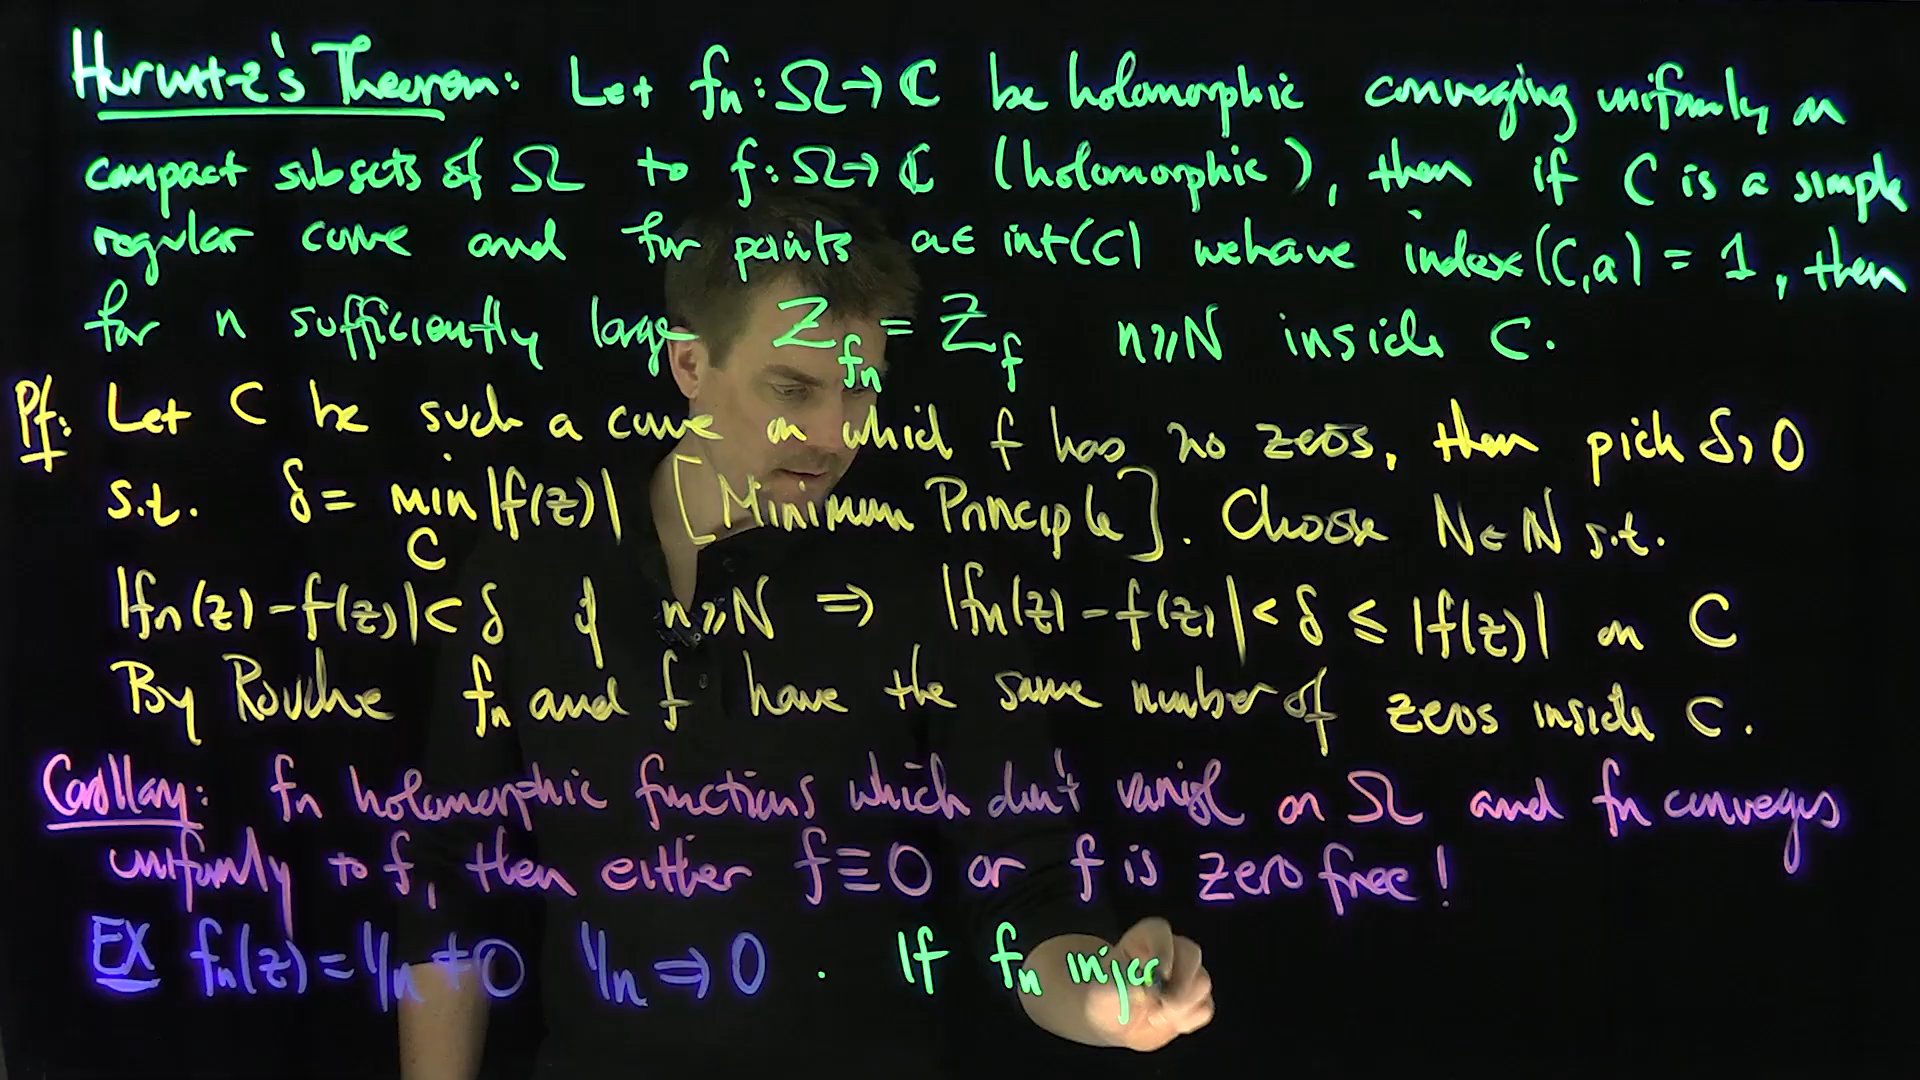 Hurwitz's Theorem: Let fn : Ω → ℂ be holomorphic converging uniformly on
compact subsets of Ω to f : Ω → ℂ (holomorphic), then if C is a simple
regular curve and for points a ∈ int(C) we have index(C,a) = 1, then
for n sufficiently large Z_fn = Z_f n ≥ N inside C.
Pf: Let C be such a curve on which f has no zeros, then pick δ > 0
s.t. δ = min_C |f(z)| [Minimum Principle]. Choose N ∈ ℕ s.t.
|fn(z) - f(z)| < δ if n ≥ N ⇒ |fn(z) - f(z)| < δ ≤ |f(z)| on C
By Rouche fn and f have the same number of zeros inside C.
Corollary: fn holomorphic functions which don't vanish on Ω and fn converges
uniformly to f, then either f ≡ 0 or f is zero free!
EX fn(z) = 1/n ≠ 0 1/n ⇒ 0 . If fn injec